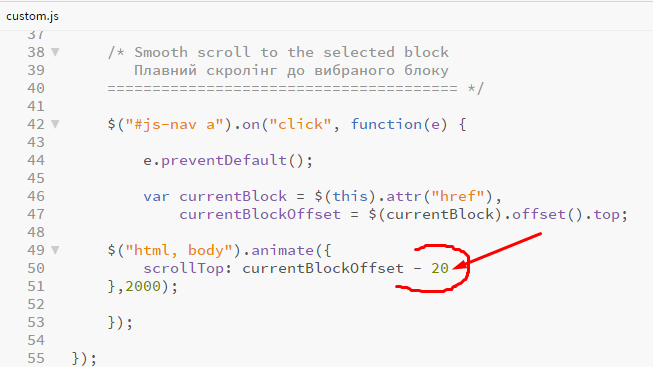 custom.js
37
38 /* Smooth scroll to the selected block
39 Плавний скролінг до вибраного блоку
40 ======================================= */
41
42 $("#js-nav a").on("click", function(e) {
43
44 e.preventDefault();
45
46 var currentBlock = $(this).attr("href"),
47 currentBlockOffset = $(currentBlock).offset().top;
48
49 $("html, body").animate({
50 scrollTop: currentBlockOffset - 20
51 },2000);
52
53 });
54
55 });